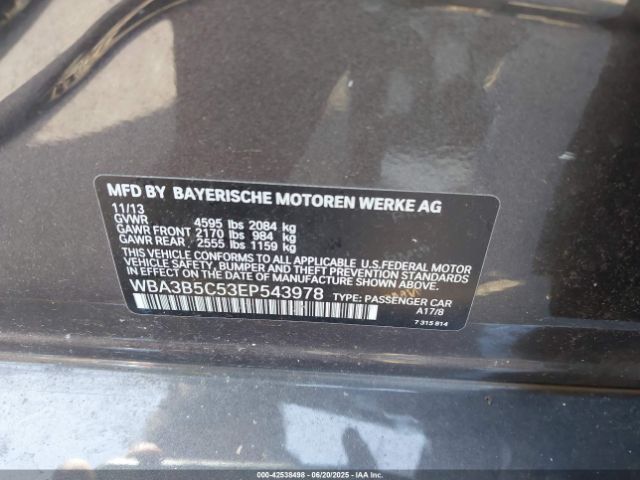 MFD BY BAYERISCHE MOTOREN WERKE AG
11/13
GVWR 4595 lbs 2084 kg
GAWR FRONT 2170 lbs 984 kg
GAWR REAR 2555 lbs 1159 kg
THIS VEHICLE CONFORMS TO ALL APPLICABLE U.S.FEDERAL MOTOR
VEHICLE SAFETY, BUMPER, AND THEFT PREVENTION STANDARDS
IN EFFECT ON THE DATE OF MANUFACTURE SHOWN ABOVE.
WBA3B5C53EP543978 TYPE: PASSENGER CAR
A17/8
7 315 814
000-42538498 - 06/20/2025 - IAAI.COM